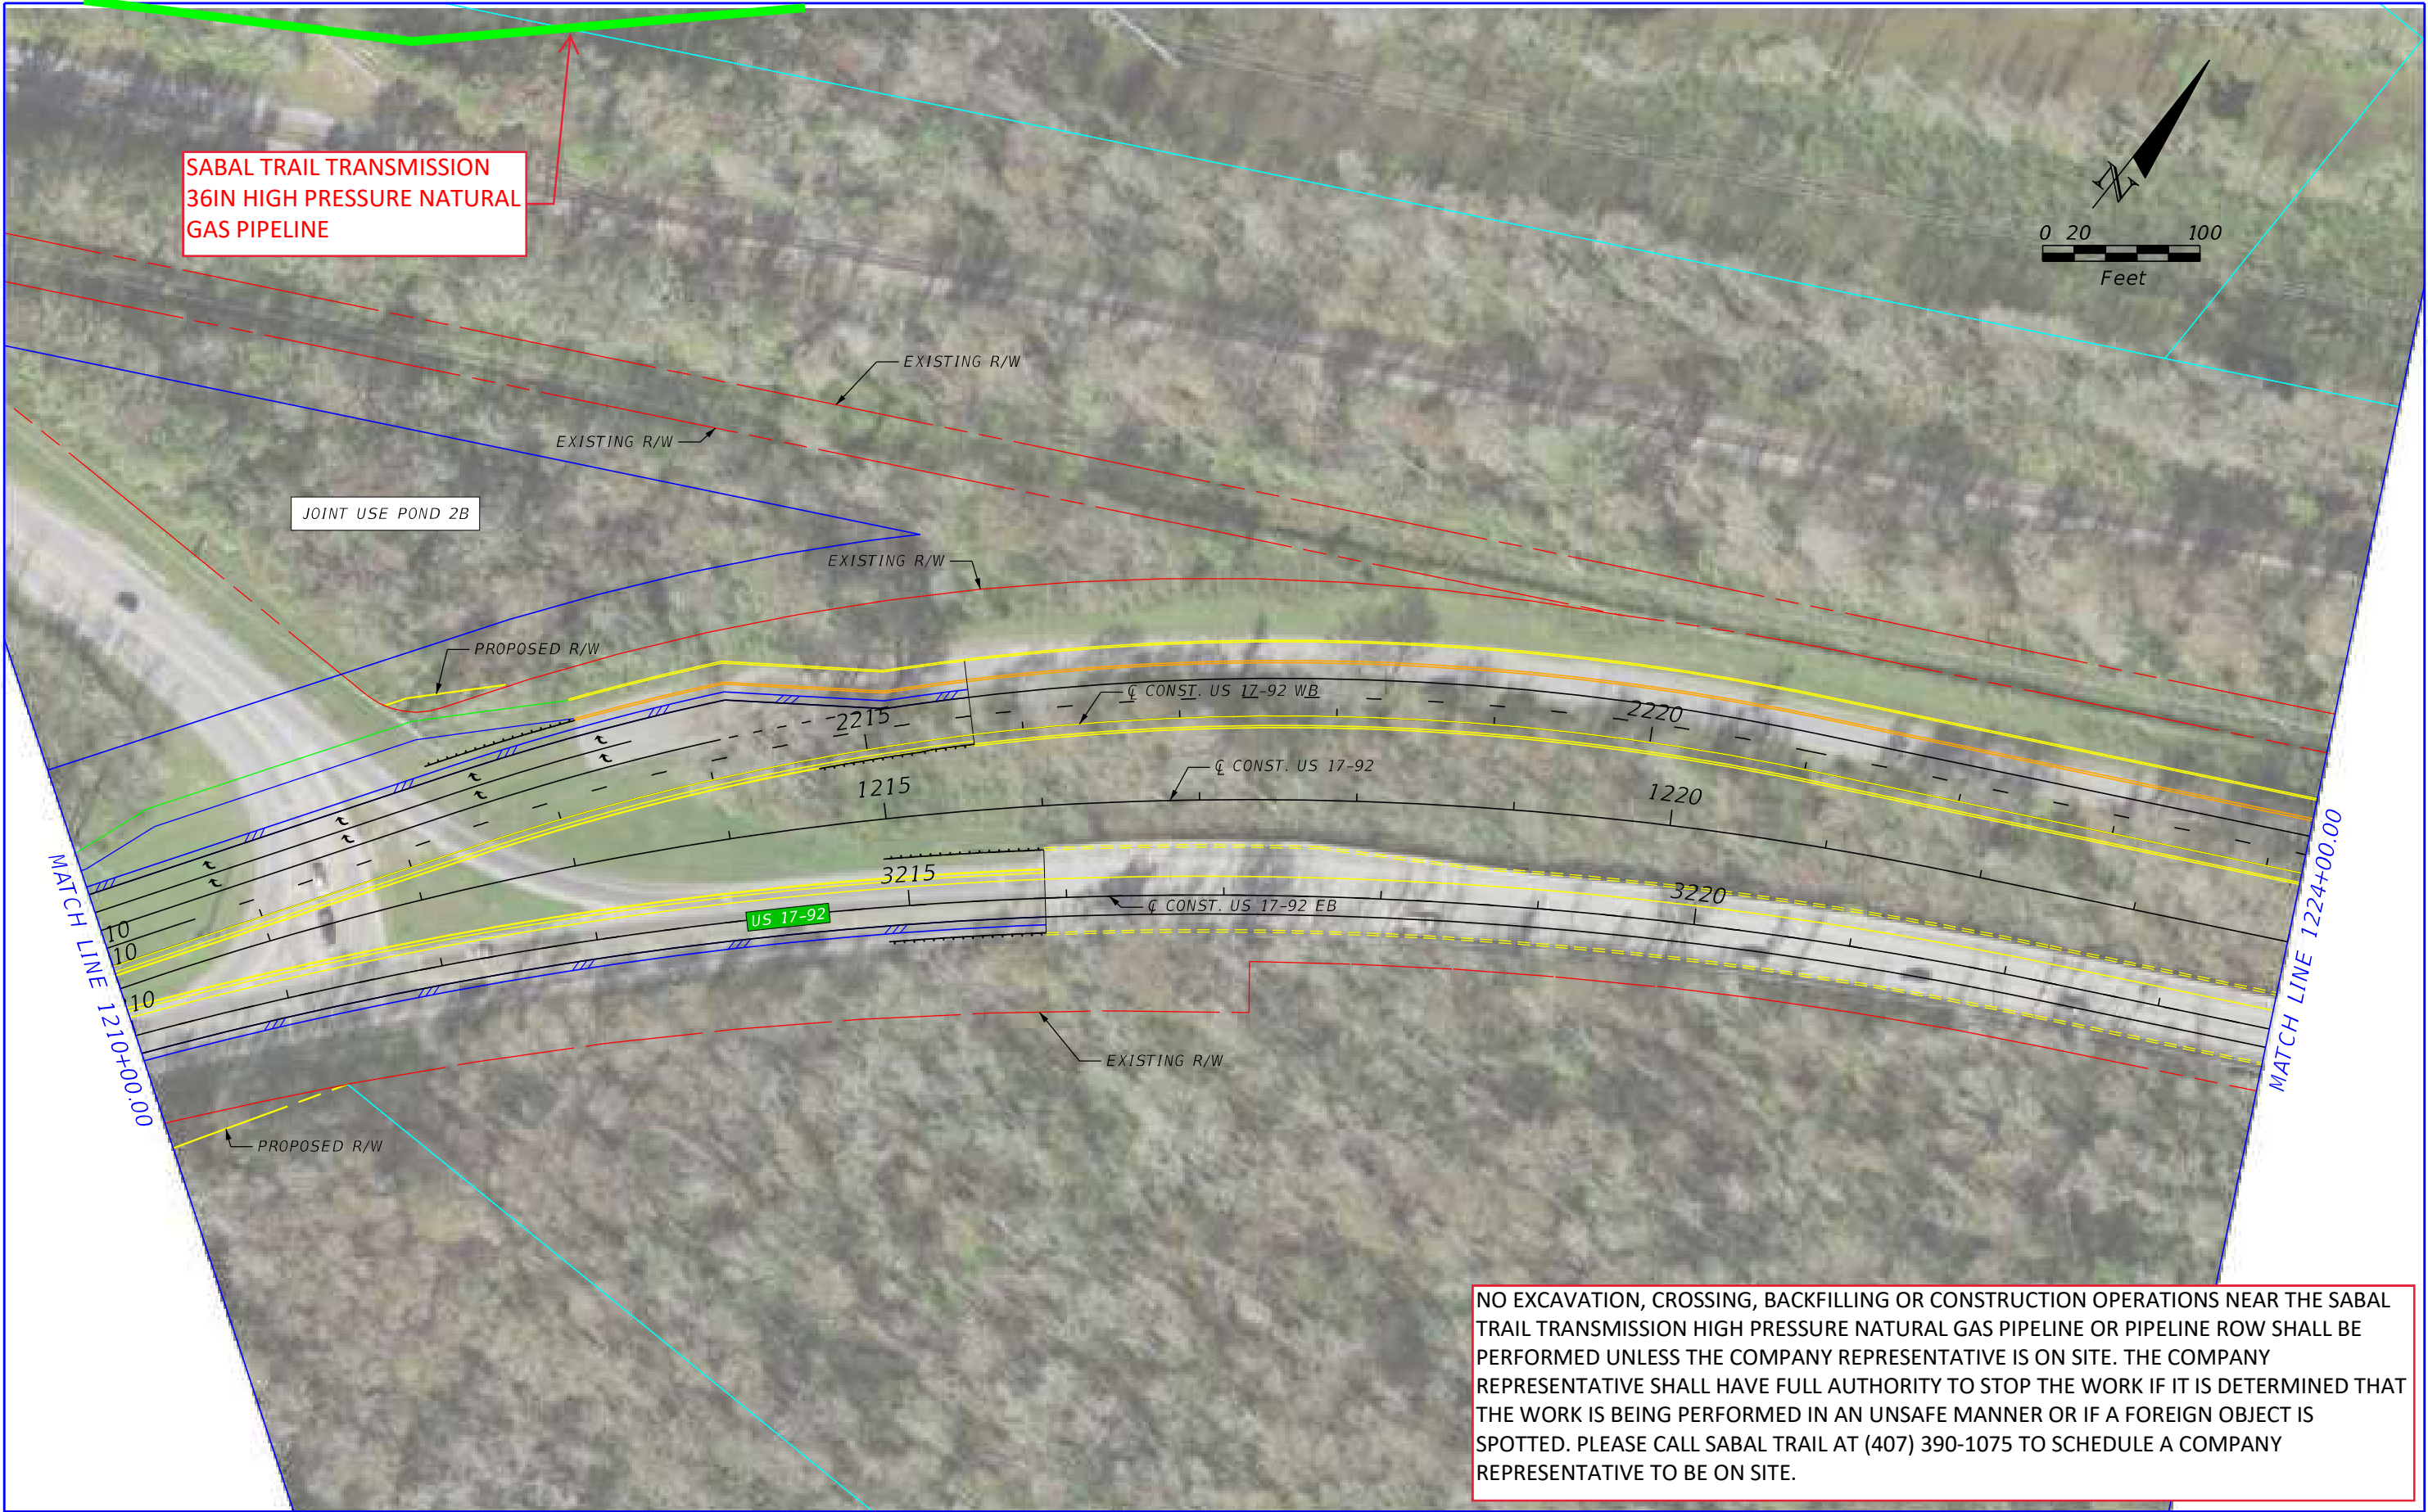 SABAL TRAIL TRANSMISSION
36IN HIGH PRESSURE NATURAL
GAS PIPELINE
N
0 20 100
Feet
EXISTING R/W
EXISTING R/W
JOINT USE POND 2B
EXISTING R/W
PROPOSED R/W
℄ CONST. US 17-92 WB
2215
2220
℄ CONST. US 17-92
1215
1220
3215
3220
℄ CONST. US 17-92 EB
US 17-92
10
10
10
MATCH LINE 1210+00.00
MATCH LINE 1224+00.00
EXISTING R/W
PROPOSED R/W
NO EXCAVATION, CROSSING, BACKFILLING OR CONSTRUCTION OPERATIONS NEAR THE SABAL
TRAIL TRANSMISSION HIGH PRESSURE NATURAL GAS PIPELINE OR PIPELINE ROW SHALL BE
PERFORMED UNLESS THE COMPANY REPRESENTATIVE IS ON SITE. THE COMPANY
REPRESENTATIVE SHALL HAVE FULL AUTHORITY TO STOP THE WORK IF IT IS DETERMINED THAT
THE WORK IS BEING PERFORMED IN AN UNSAFE MANNER OR IF A FOREIGN OBJECT IS
SPOTTED. PLEASE CALL SABAL TRAIL AT (407) 390-1075 TO SCHEDULE A COMPANY
REPRESENTATIVE TO BE ON SITE.